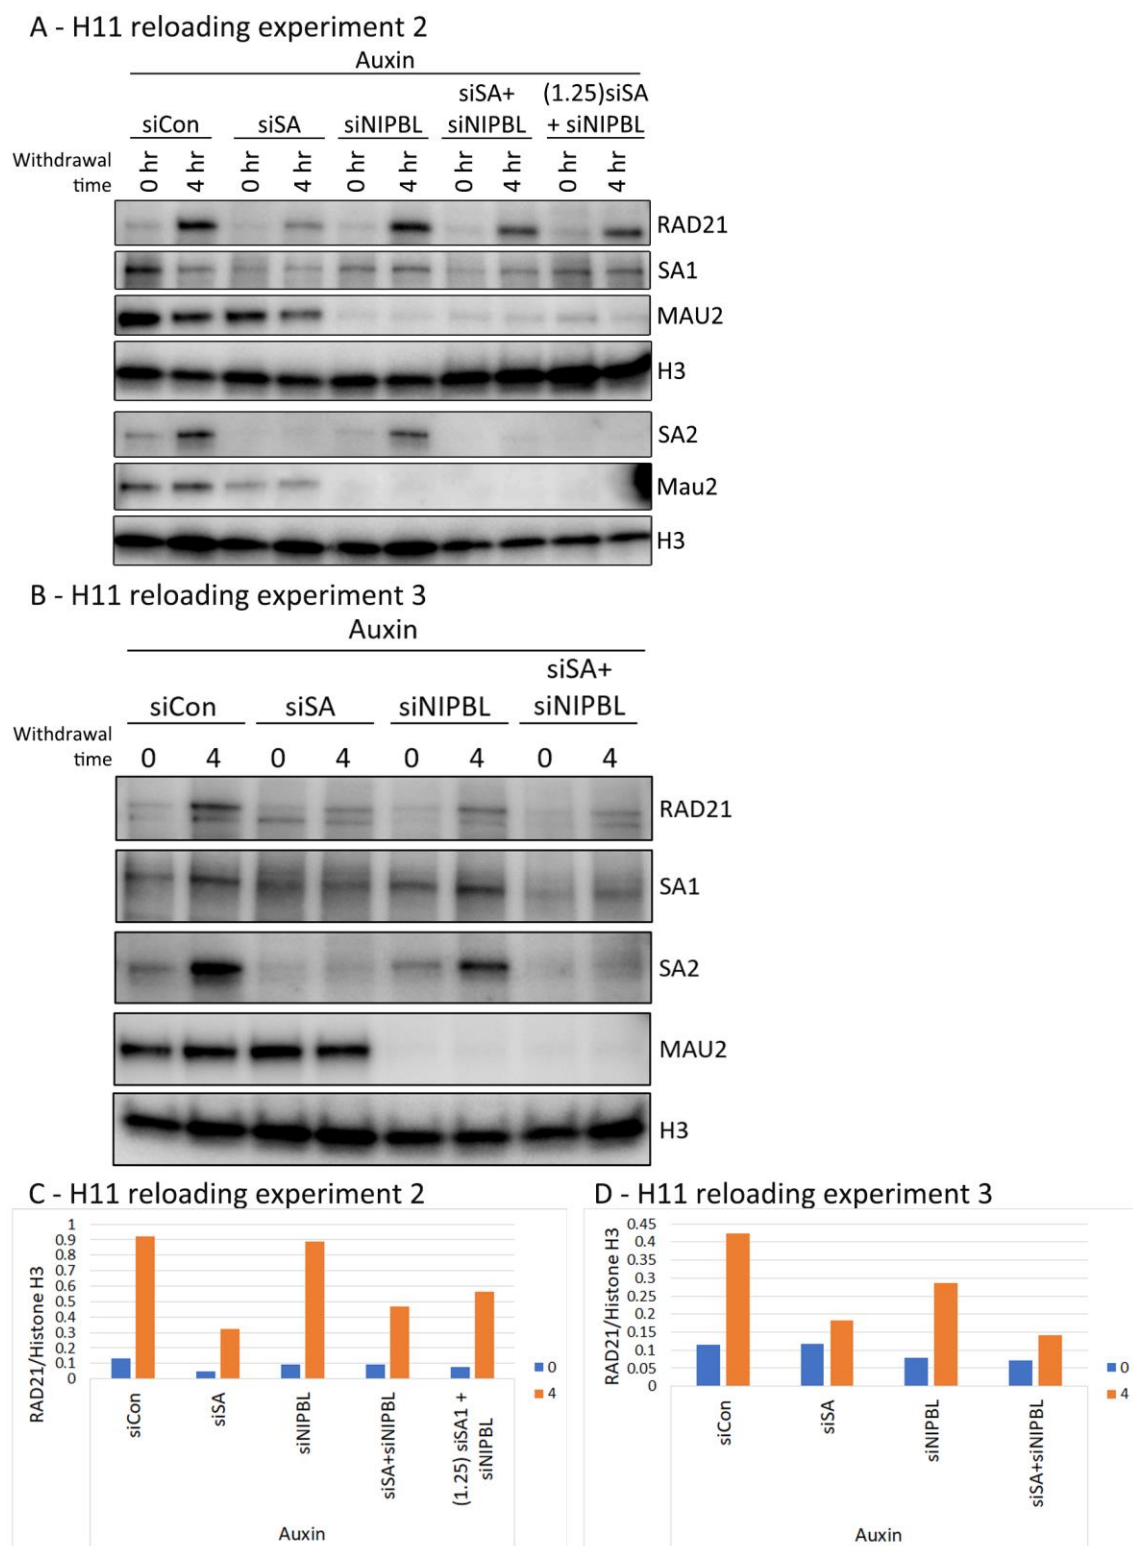 A - H11 reloading experiment 2
Auxin
siSA+ (1.25)siSA
siCon siSA siNIPBL siNIPBL + siNIPBL
Withdrawal
time
0 hr 4 hr 0 hr 4 hr 0 hr 4 hr 0 hr 4 hr 0 hr 4 hr
RAD21
SA1
MAU2
H3
SA2
Mau2
H3
B - H11 reloading experiment 3
Auxin
siSA+
siCon siSA siNIPBL siNIPBL
Withdrawal
time
0 4 0 4 0 4 0 4
RAD21
SA1
SA2
MAU2
H3
C - H11 reloading experiment 2
RAD21/Histone H3
1
0.9
0.8
0.7
0.6
0.5
0.4
0.3
0.2
0.1
0
siCon
siSA
siNIPBL
siSA+siNIPBL
(1.25) siSA1 +
siNIPBL
Auxin
0
4
D - H11 reloading experiment 3
RAD21/Histone H3
0.45
0.4
0.35
0.3
0.25
0.2
0.15
0.1
0.05
0
siCon
siSA
siNIPBL
siSA+siNIPBL
Auxin
0
4